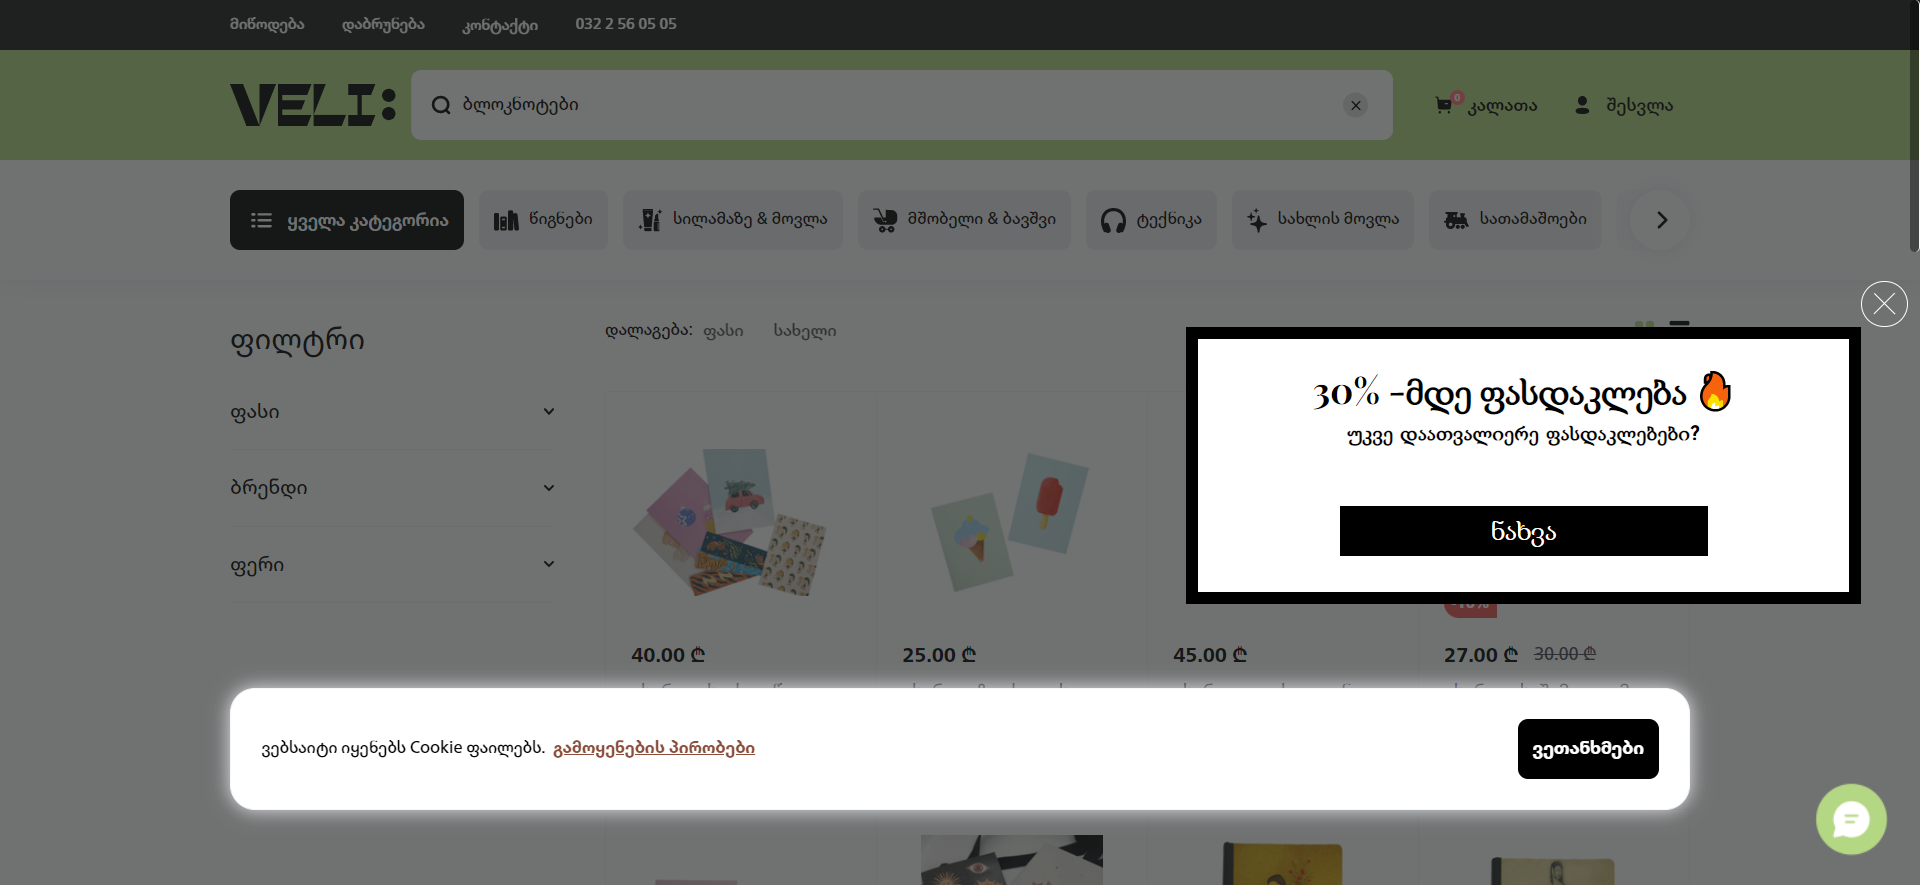 მიწოდება
დაბრუნება
კონტაქტი
032 2 56 05 05
VELI:
ბლოკნოტები
0
კალათა
შესვლა
ყველა კატეგორია
წიგნები
სილამაზე & მოვლა
მშობელი & ბავშვი
ტექნიკა
სახლის მოვლა
სათამაშოები
ფილტრი
დალაგება: ფასი სახელი
ფასი
ბრენდი
ფერი
30% -მდე ფასდაკლება
უკვე დაათვალიერე ფასდაკლებები?
ნახვა
40.00 ₾
25.00 ₾
45.00 ₾
27.00 ₾ 30.00 ₾
ვებსაიტი იყენებს Cookie ფაილებს. გამოყენების პირობები
ვეთანხმები